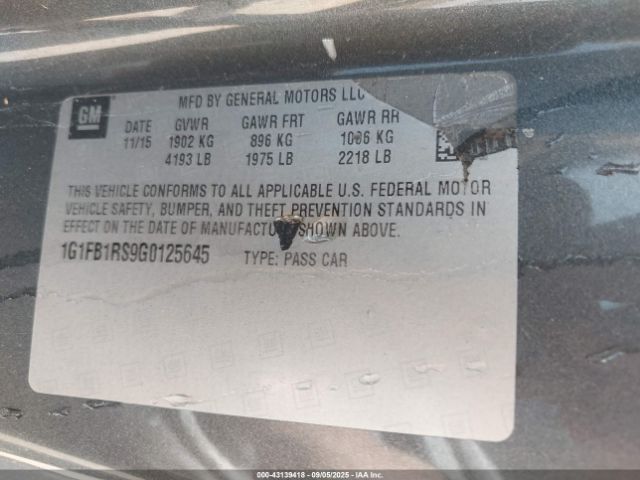 GM
MFD BY GENERAL MOTORS LLC
DATE GVWR GAWR FRT GAWR RR
11/15 1902 KG 896 KG 1006 KG
4193 LB 1975 LB 2218 LB
THIS VEHICLE CONFORMS TO ALL APPLICABLE U.S. FEDERAL MOTOR
VEHICLE SAFETY, BUMPER, AND THEFT PREVENTION STANDARDS IN
EFFECT ON THE DATE OF MANUFACTURE SHOWN ABOVE.
1G1FB1RS9G0125645 TYPE: PASS CAR
000-43139418 - 09/05/2025 - IAA Inc.